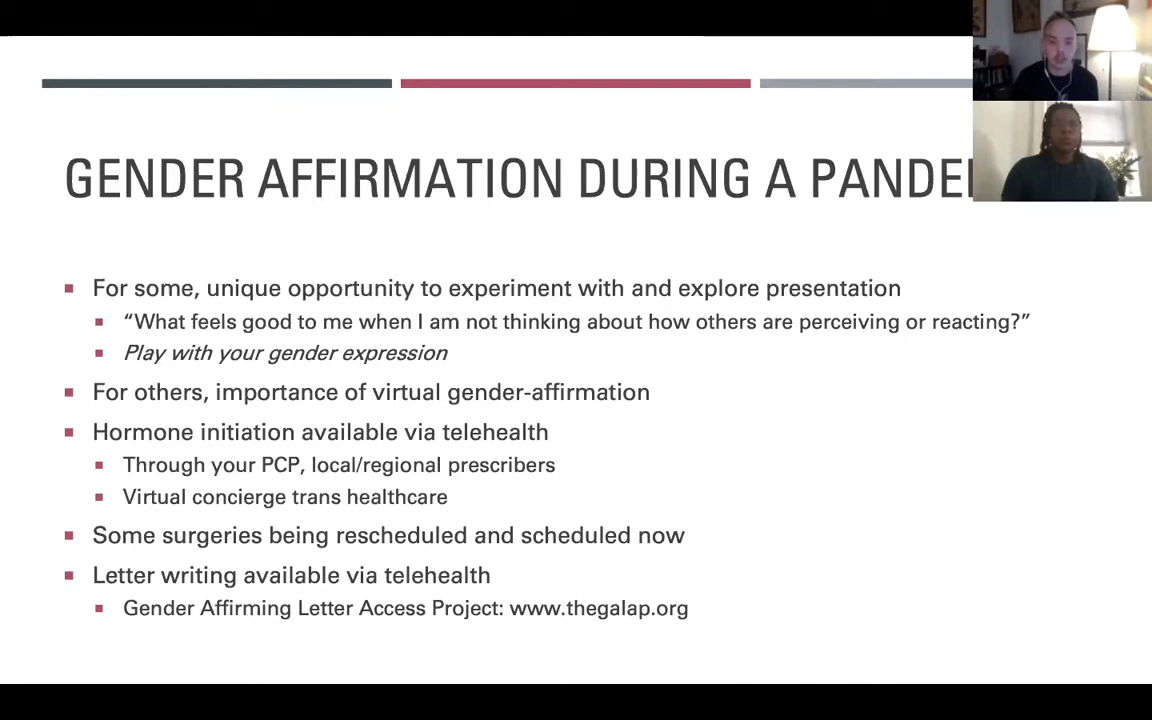 GENDER AFFIRMATION DURING A
For some, unique opportunity to experiment with and explore presentation
“What feels good to me when I am not thinking about how others are perceiving or reacting?”
Play with your gender expression
For others, importance of virtual gender-affirmation
Hormone initiation available via telehealth
Through your PCP, local/regional prescribers
Virtual concierge trans healthcare
Some surgeries being rescheduled and scheduled now
Letter writing available via telehealth
Gender Affirming Letter Access Project: www.thegalap.org